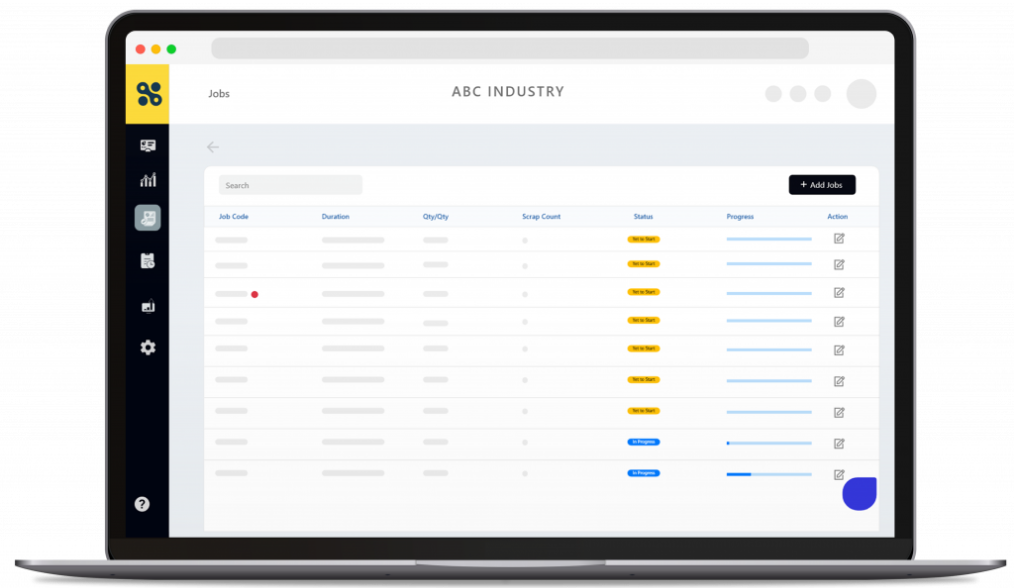 Jobs
ABC INDUSTRY
Search
+ Add Jobs
Job Code Duration Qty/Qty Scrap Count Status Progress Action
Yet to Start
Yet to Start
Yet to Start
Yet to Start
Yet to Start
Yet to Start
Yet to Start
In Progress
In Progress
?